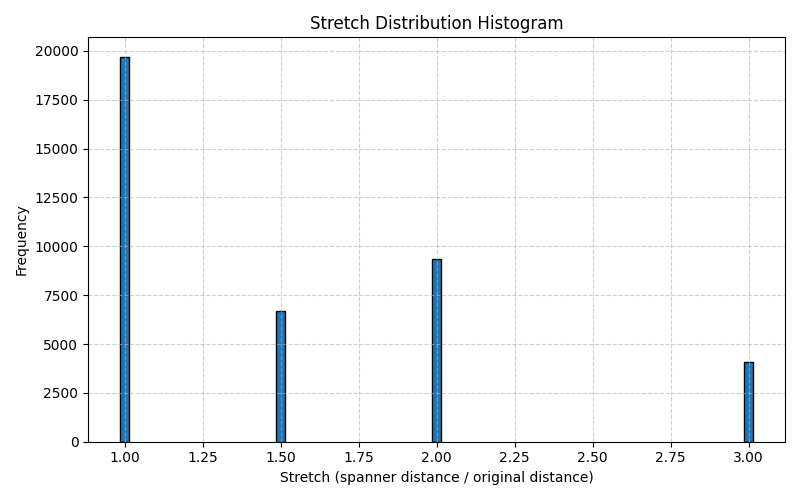 Stretch Distribution Histogram
20000
17500
15000
12500
10000
7500
5000
2500
0
Frequency
1.00 1.25 1.50 1.75 2.00 2.25 2.50 2.75 3.00
Stretch (spanner distance / original distance)